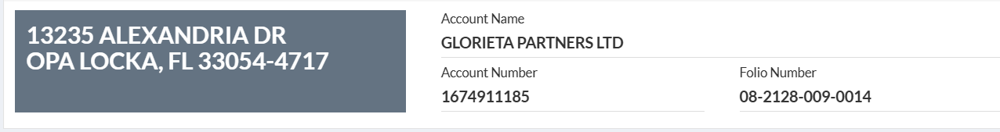 13235 ALEXANDRIA DR
OPA LOCKA, FL 33054-4717
Account Name
GLORIETA PARTNERS LTD
Account Number
1674911185
Folio Number
08-2128-009-0014